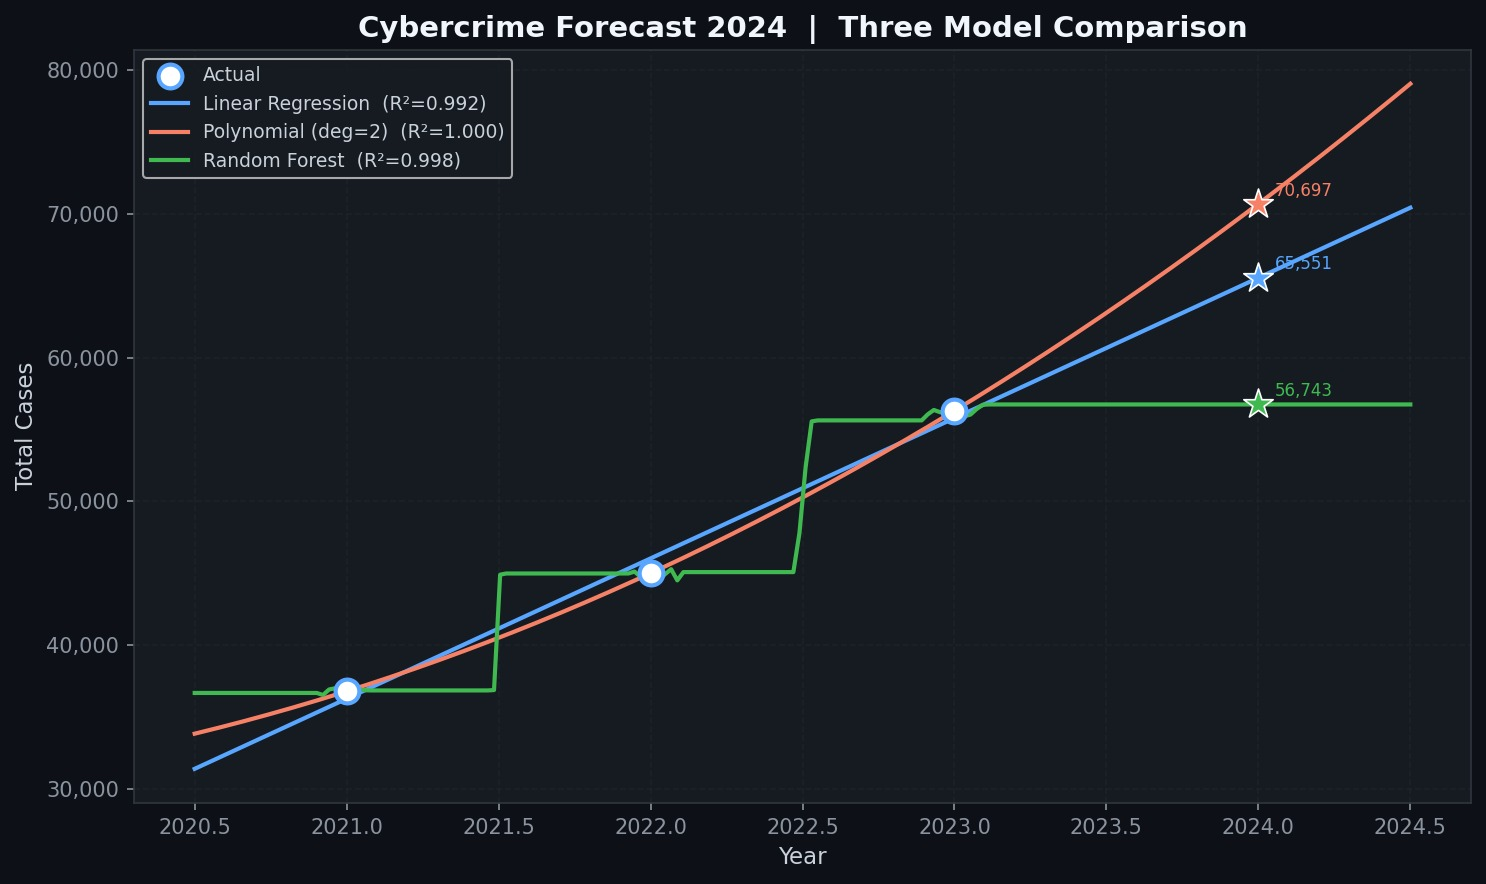 Cybercrime Forecast 2024 | Three Model Comparison
Actual
Linear Regression (R²=0.992)
Polynomial (deg=2) (R²=1.000)
Random Forest (R²=0.998)
80,000
70,000
60,000
50,000
40,000
30,000
Total Cases
70,697
65,551
56,743
2020.5 2021.0 2021.5 2022.0 2022.5 2023.0 2023.5 2024.0 2024.5
Year